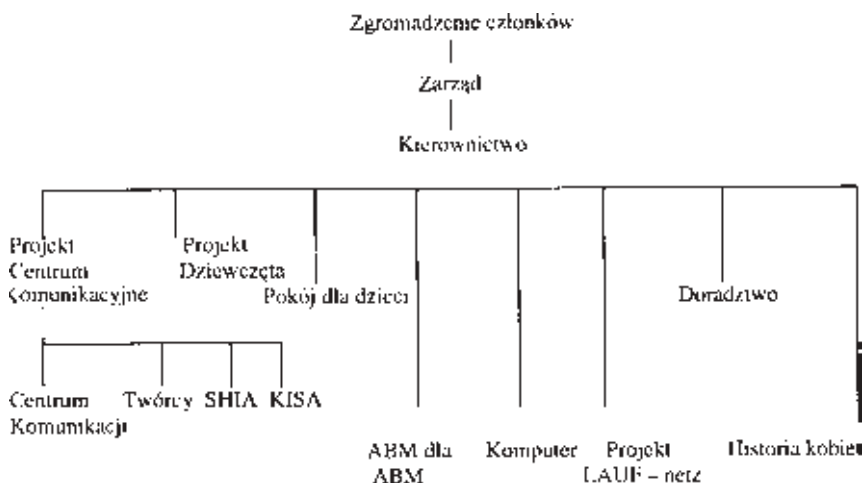 Zgromadzenie członków
Zarząd
Kierownictwo
Projekt
Centrum
Komunikacyjne
Projekt
Dziewczęta
Pokój dla dzieci
Doradztwo
Centrum
Komunikacji
Twórcy SHIA KISA
ABM dla
ABM
Komputer
Projekt
LAUF – netz
Historia kobiet